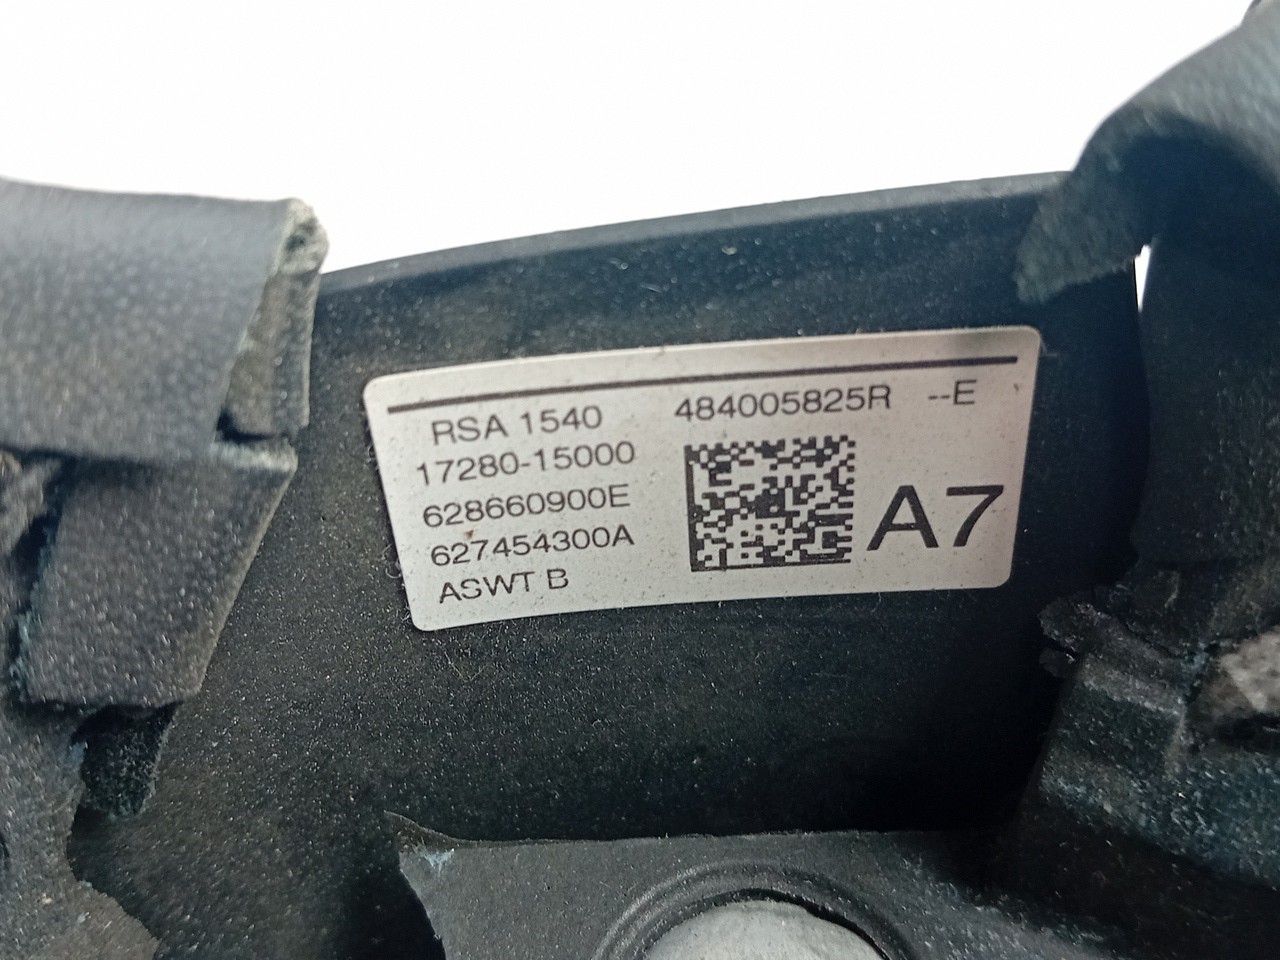 RSA 1540 484005825R --E
17280-15000
628660900E
627454300A
ASWT B
A7